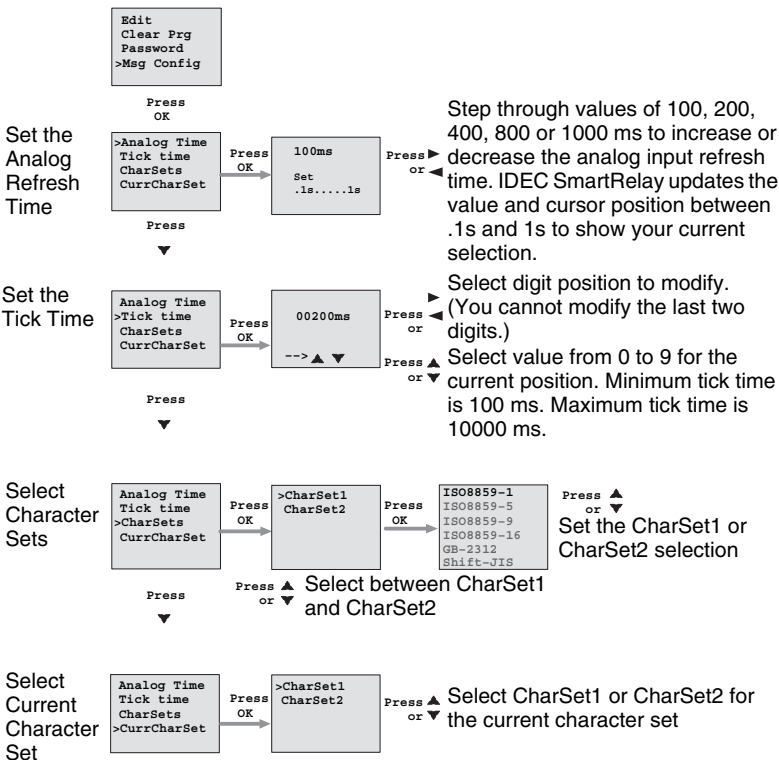 Edit
Clear Prg
Password
>Msg Config
Press
OK
Set the
Analog
Refresh
Time
>Analog Time
Tick time
CharSets
CurrCharSet
Press
OK
100ms
Set
.1s.....1s
Press ►
or ◄
Step through values of 100, 200,
400, 800 or 1000 ms to increase or
decrease the analog input refresh
time. IDEC SmartRelay updates the
value and cursor position between
.1s and 1s to show your current
selection.
Press
▼
Set the
Tick Time
Analog Time
>Tick time
CharSets
CurrCharSet
Press
OK
00200ms
--> ▲ ▼
►
Press ◄
or
Select digit position to modify.
(You cannot modify the last two
digits.)
Press ▲
or ▼
Select value from 0 to 9 for the
current position. Minimum tick time
is 100 ms. Maximum tick time is
10000 ms.
Press
▼
Select
Character
Sets
Analog Time
Tick time
>CharSets
CurrCharSet
Press
OK
>CharSet1
CharSet2
Press
OK
ISO8859-1
ISO8859-5
ISO8859-9
ISO8859-16
GB-2312
Shift-JIS
Press ▲
or ▼
Set the CharSet1 or
CharSet2 selection
Press ▲
or ▼
Select between CharSet1
and CharSet2
Press
▼
Select
Current
Character
Set
Analog Time
Tick time
CharSets
>CurrCharSet
Press
OK
>CharSet1
CharSet2
Press ▲
or ▼
Select CharSet1 or CharSet2 for
the current character set